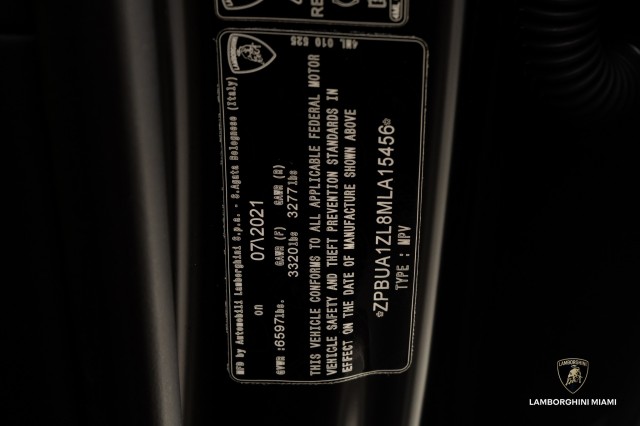 RE
4ML 010 525
Mfd by Automobili Lamborghini S.p.a. - S.Agata Bolognese (Italy)
on 07\2021
GVWR :6597lbs. GAWR (F) GAWR (R)
3320lbs 3277lbs
THIS VEHICLE CONFORMS TO ALL APPLICABLE FEDERAL MOTOR
VEHICLE SAFETY AND THEFT PREVENTION STANDARDS IN
EFFECT ON THE DATE OF MANUFACTURE SHOWN ABOVE
*ZPBUA1ZL8MLA15456*
TYPE : MPV
LAMBORGHINI
LAMBORGHINI MIAMI